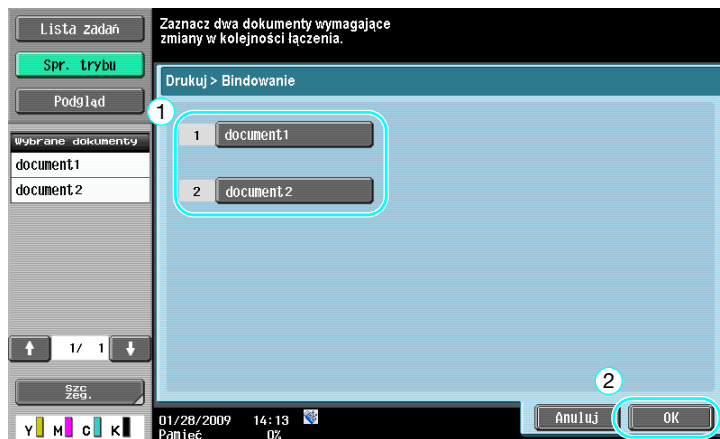 Lista zadań
Spr. trybu
Podgląd
Wybrane dokumenty
document1
document2
1/ 1
Szc
zeg.
Y M C K
Zaznacz dwa dokumenty wymagające
zmiany w kolejności łączenia.
Drukuj > Bindowanie
1
1 document1
2 document2
2
Anuluj OK
01/28/2009 14:13
Pamięć 0%